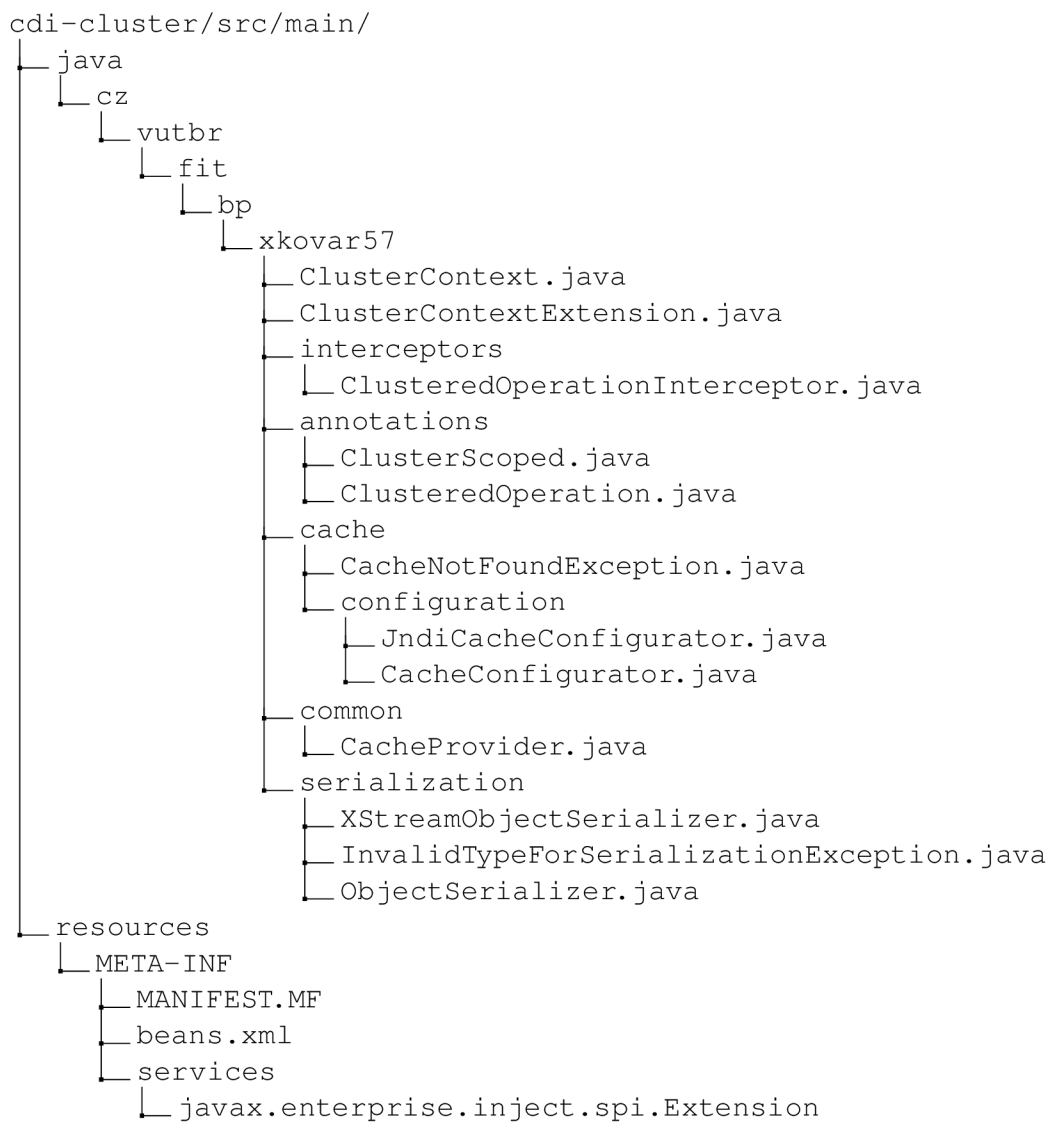 cdi-cluster/src/main/
java
cz
vutbr
fit
bp
xkovar57
ClusterContext.java
ClusterContextExtension.java
interceptors
ClusteredOperationInterceptor.java
annotations
ClusterScoped.java
ClusteredOperation.java
cache
CacheNotFoundException.java
configuration
JndiCacheConfigurator.java
CacheConfigurator.java
common
CacheProvider.java
serialization
XStreamObjectSerializer.java
InvalidTypeForSerializationException.java
ObjectSerializer.java
resources
META-INF
MANIFEST.MF
beans.xml
services
javax.enterprise.inject.spi.Extension